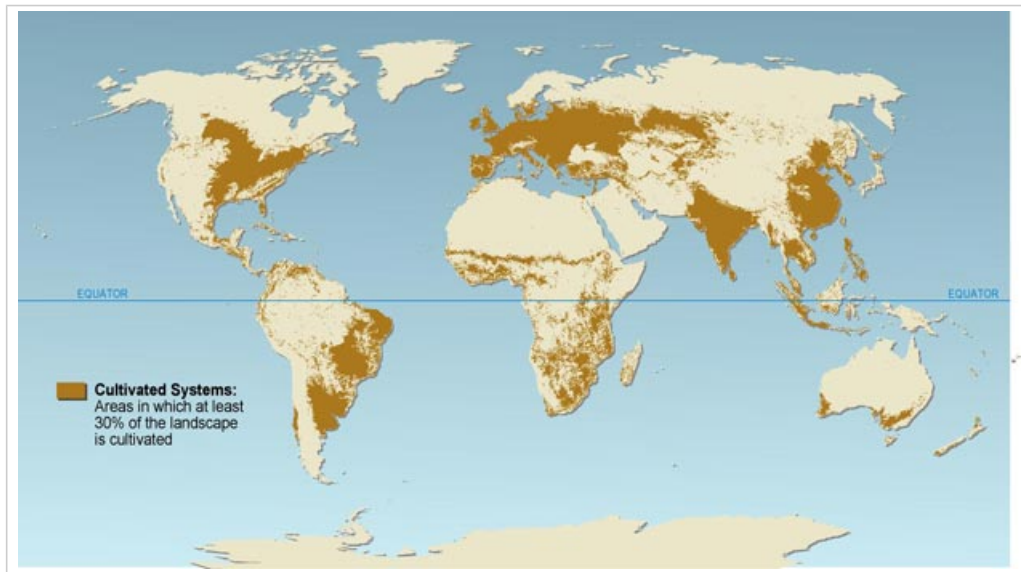 EQUATOR
EQUATOR
Cultivated Systems:
Areas in which at least
30% of the landscape
is cultivated